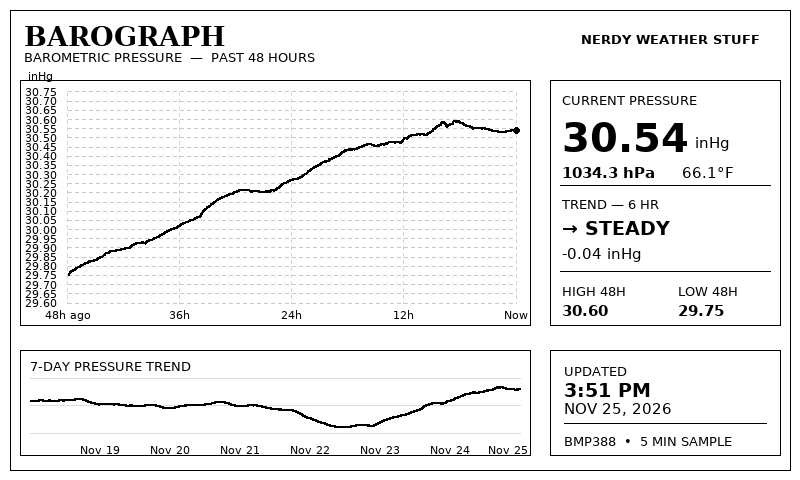 BAROGRAPH
BAROMETRIC PRESSURE — PAST 48 HOURS
NERDY WEATHER STUFF
inHg
30.75
30.70
30.65
30.60
30.55
30.50
30.45
30.40
30.35
30.30
30.25
30.20
30.15
30.10
30.05
30.00
29.95
29.90
29.85
29.80
29.75
29.70
29.65
29.60
48h ago 36h 24h 12h Now
CURRENT PRESSURE
30.54 inHg
1034.3 hPa 66.1°F
TREND — 6 HR
→ STEADY
-0.04 inHg
HIGH 48H LOW 48H
30.60 29.75
7-DAY PRESSURE TREND
Nov 19 Nov 20 Nov 21 Nov 22 Nov 23 Nov 24 Nov 25
UPDATED
3:51 PM
NOV 25, 2026
BMP388 • 5 MIN SAMPLE